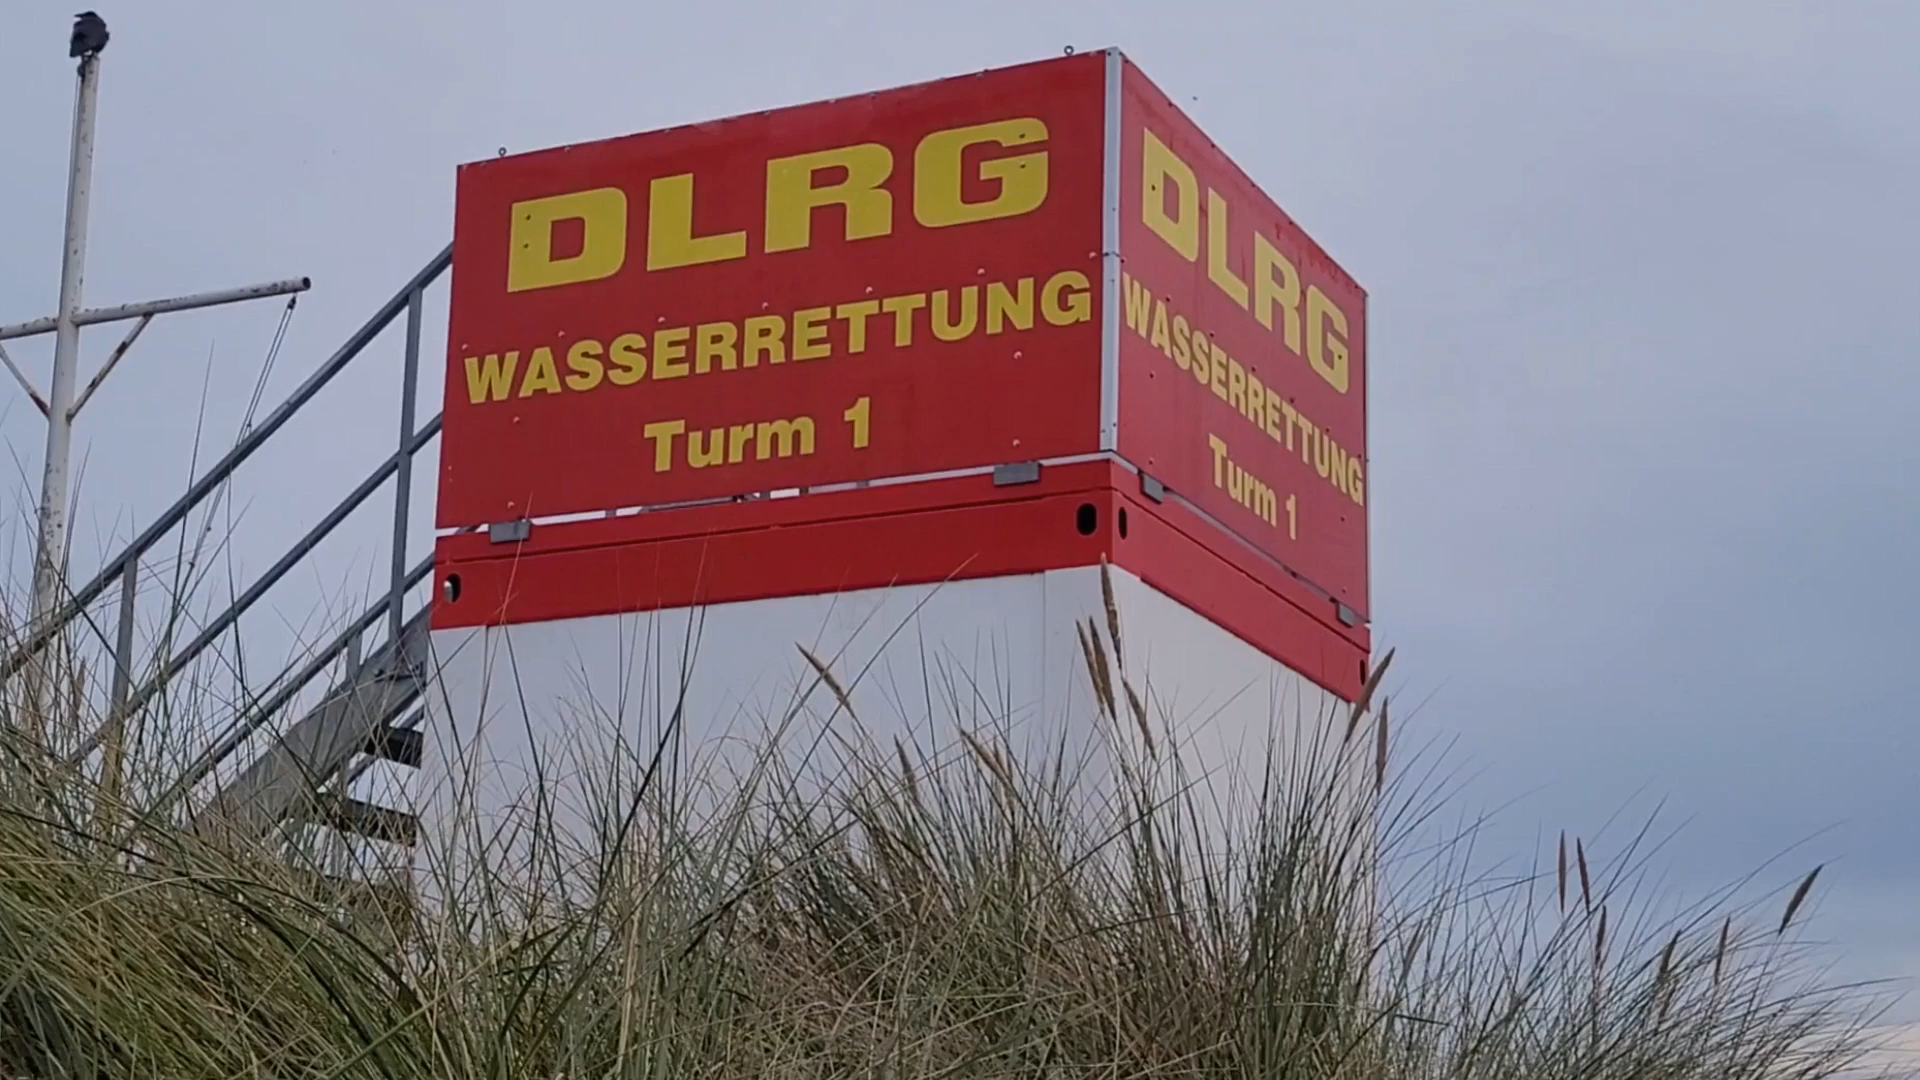 DLRG
WASSERRETTUNG
Turm 1
DLRG
WASSERRETTUNG
Turm 1